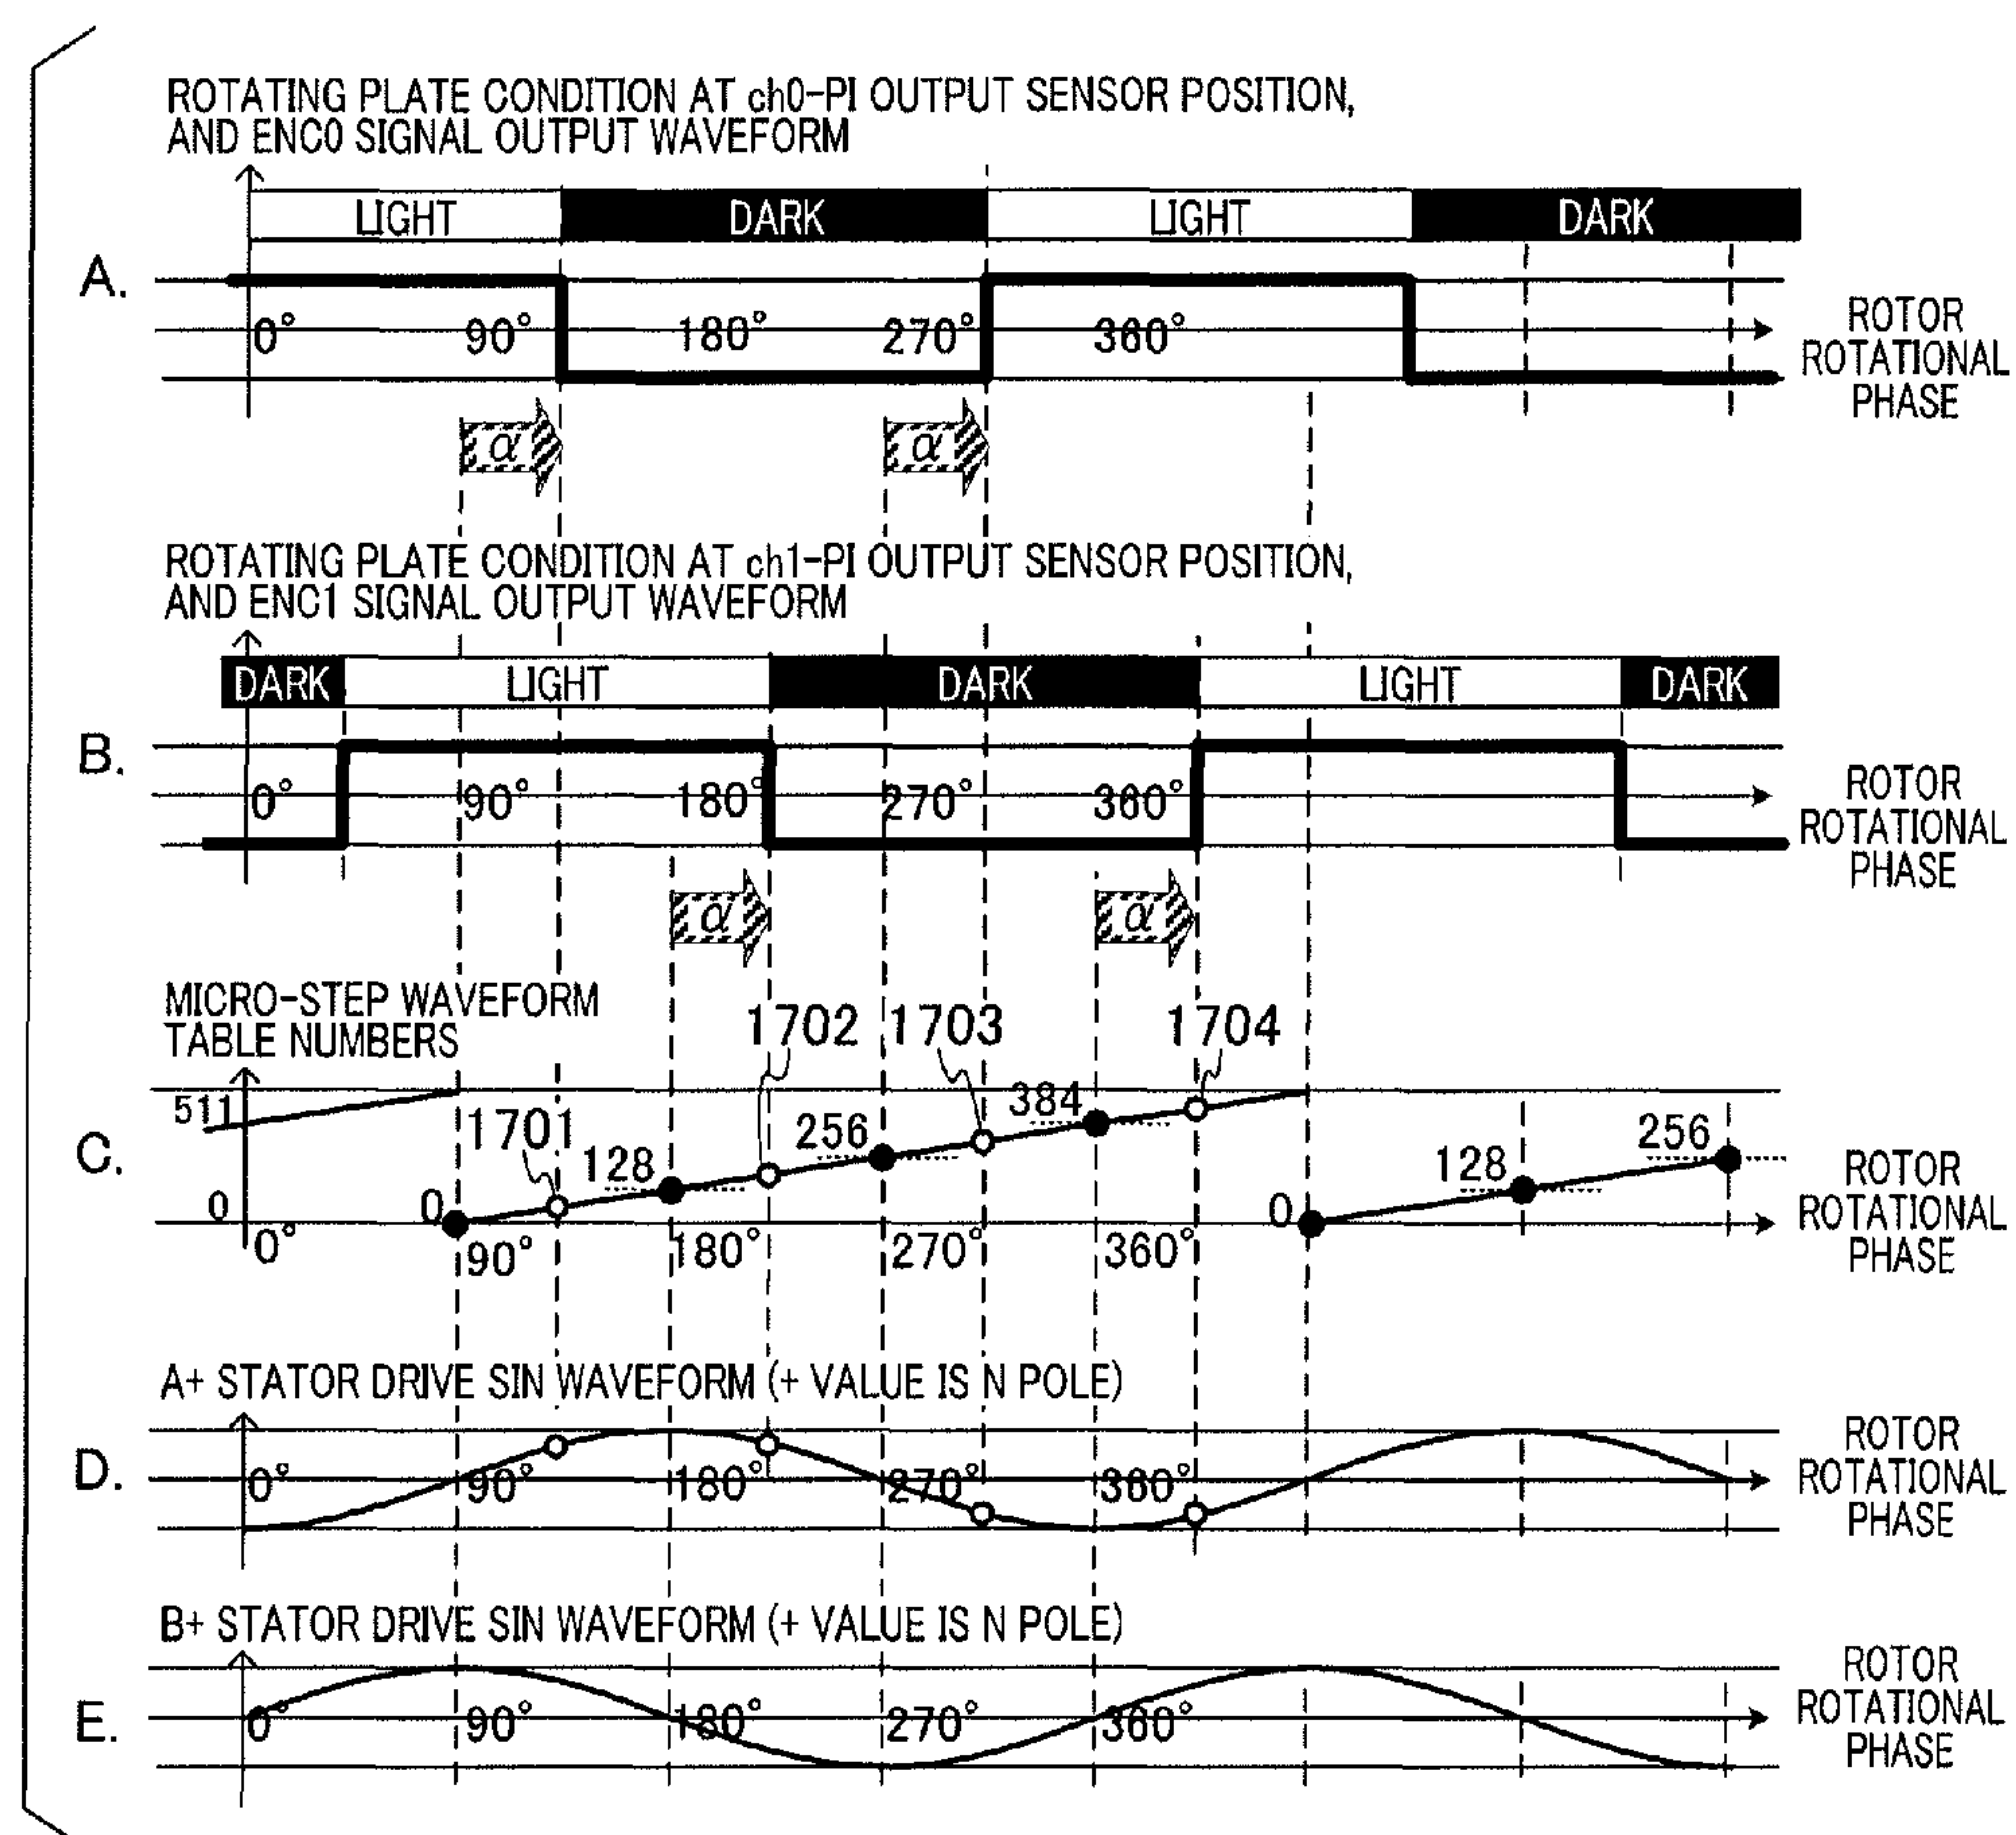 ROTATING PLATE CONDITION AT ch0-PI OUTPUT SENSOR POSITION,
AND ENC0 SIGNAL OUTPUT WAVEFORM
LIGHT DARK LIGHT DARK
A.
0° 90° 180° 270° 360°
ROTOR
ROTATIONAL
PHASE
α α
ROTATING PLATE CONDITION AT ch1-PI OUTPUT SENSOR POSITION,
AND ENC1 SIGNAL OUTPUT WAVEFORM
DARK LIGHT DARK LIGHT DARK
B.
0° 90° 180° 270° 360°
ROTOR
ROTATIONAL
PHASE
α α
MICRO-STEP WAVEFORM
TABLE NUMBERS
1702 1703 1704
511 1701 128 256 384 128 256
C.
0 0 0
0° 90° 180° 270° 360°
ROTOR
ROTATIONAL
PHASE
A+ STATOR DRIVE SIN WAVEFORM (+ VALUE IS N POLE)
D.
0° 90° 180° 270° 360°
ROTOR
ROTATIONAL
PHASE
B+ STATOR DRIVE SIN WAVEFORM (+ VALUE IS N POLE)
E.
0° 90° 180° 270° 360°
ROTOR
ROTATIONAL
PHASE